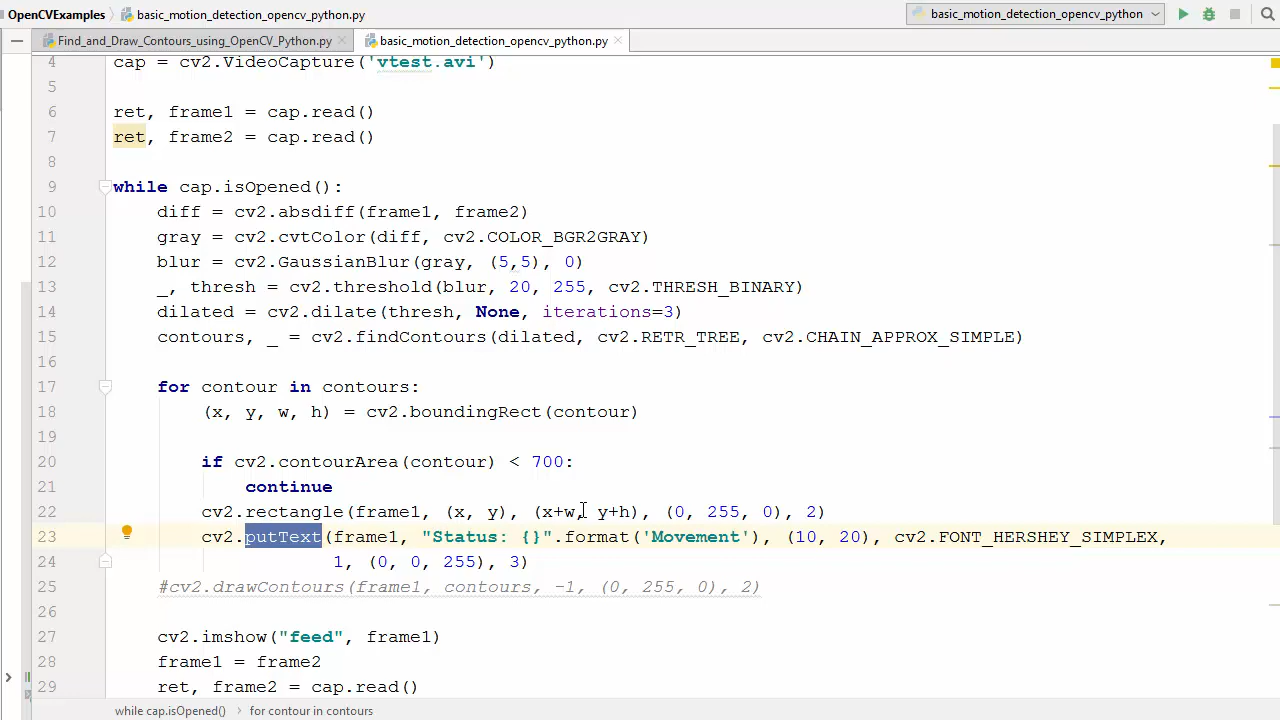 OpenCVExamples basic_motion_detection_opencv_python.py basic_motion_detection_opencv_python
Find_and_Draw_Contours_using_OpenCV_Python.py basic_motion_detection_opencv_python.py
4 cap = cv2.VideoCapture('vtest.avi')
5
6 ret, frame1 = cap.read()
7 ret, frame2 = cap.read()
8
9 while cap.isOpened():
10 diff = cv2.absdiff(frame1, frame2)
11 gray = cv2.cvtColor(diff, cv2.COLOR_BGR2GRAY)
12 blur = cv2.GaussianBlur(gray, (5,5), 0)
13 _, thresh = cv2.threshold(blur, 20, 255, cv2.THRESH_BINARY)
14 dilated = cv2.dilate(thresh, None, iterations=3)
15 contours, _ = cv2.findContours(dilated, cv2.RETR_TREE, cv2.CHAIN_APPROX_SIMPLE)
16
17 for contour in contours:
18 (x, y, w, h) = cv2.boundingRect(contour)
19
20 if cv2.contourArea(contour) < 700:
21 continue
22 cv2.rectangle(frame1, (x, y), (x+w, y+h), (0, 255, 0), 2)
23 cv2.putText(frame1, "Status: {}".format('Movement'), (10, 20), cv2.FONT_HERSHEY_SIMPLEX,
24 1, (0, 0, 255), 3)
25 #cv2.drawContours(frame1, contours, -1, (0, 255, 0), 2)
26
27 cv2.imshow("feed", frame1)
28 frame1 = frame2
29 ret, frame2 = cap.read()
while cap.isOpened() for contour in contours